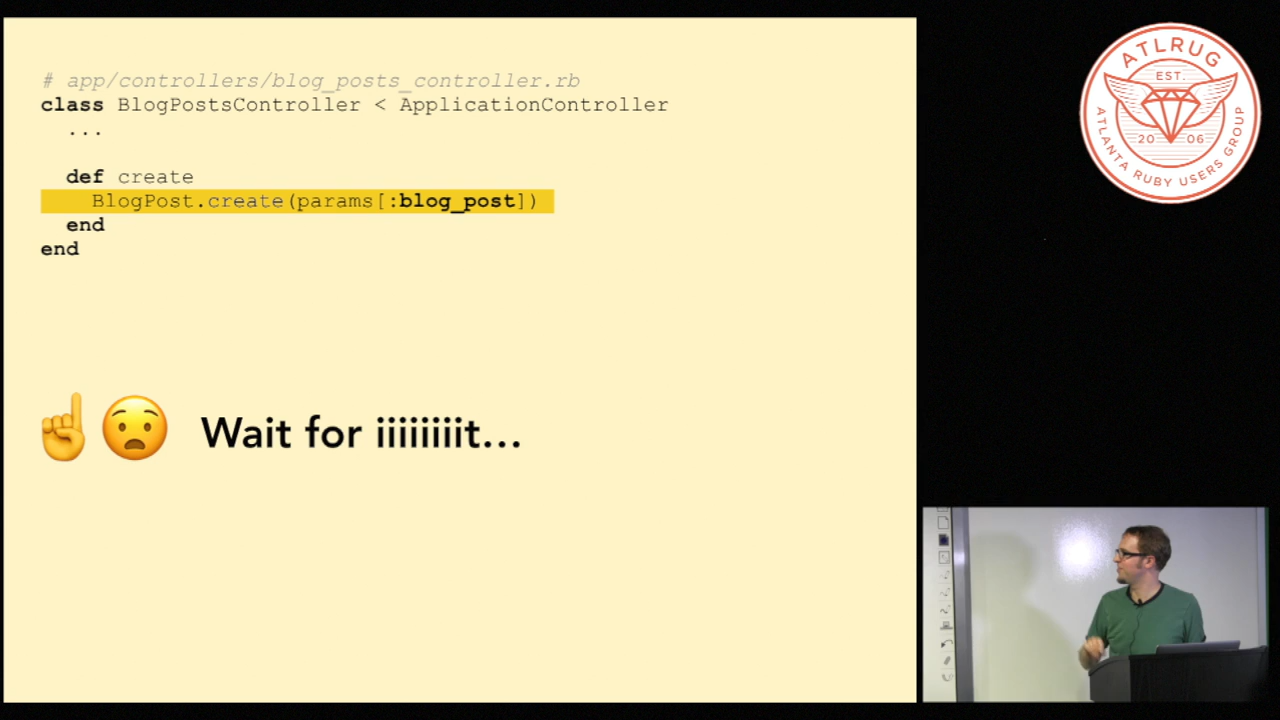 # app/controllers/blog_posts_controller.rb
class BlogPostsController < ApplicationController
...
def create
BlogPost.create(params[:blog_post])
end
end
Wait for iiiiiiiit...
ATLRUG
EST.
20 06
ATLANTA RUBY USERS GROUP